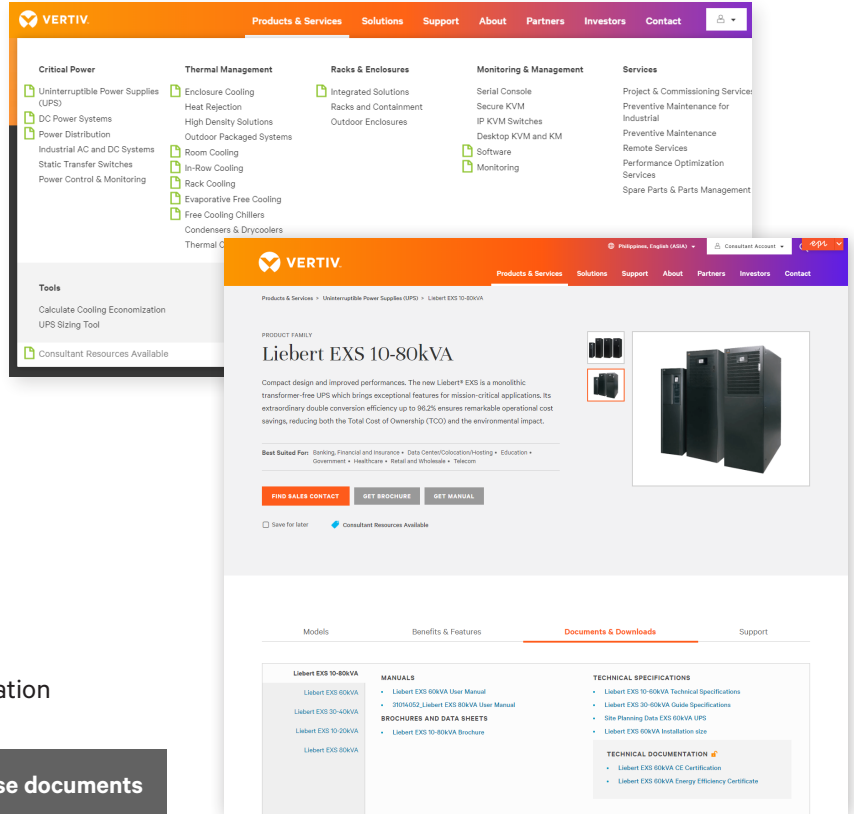 VERTIV.
Products & Services Solutions Support About Partners Investors Contact
Critical Power
Uninterruptible Power Supplies
(UPS)
DC Power Systems
Power Distribution
Industrial AC and DC Systems
Static Transfer Switches
Power Control & Monitoring
Thermal Management
Enclosure Cooling
Heat Rejection
High Density Solutions
Outdoor Packaged Systems
Room Cooling
In-Row Cooling
Rack Cooling
Evaporative Free Cooling
Free Cooling Chillers
Condensers & Drycoolers
Thermal C
Racks & Enclosures
Integrated Solutions
Racks and Containment
Outdoor Enclosures
Monitoring & Management
Serial Console
Secure KVM
IP KVM Switches
Desktop KVM and KM
Software
Monitoring
Services
Project & Commissioning Services
Preventive Maintenance for
Industrial
Preventive Maintenance
Remote Services
Performance Optimization
Services
Spare Parts & Parts Management
Tools
Calculate Cooling Economization
UPS Sizing Tool
Consultant Resources Available
Philippines, English (ASIA) Consultant Account
VERTIV.
Products & Services Solutions Support About Partners Investors Contact
Products & Services > Uninterruptible Power Supplies (UPS) > Liebert EXS 10-80kVA
PRODUCT FAMILY
Liebert EXS 10-80kVA
Compact design and improved performances. The new Liebert® EXS is a monolithic
transformer-free UPS which brings exceptional features for mission-critical applications. Its
extraordinary double conversion efficiency up to 96.2% ensures remarkable operational cost
savings, reducing both the Total Cost of Ownership (TCO) and the environmental impact.
Best Suited For: Banking, Financial and Insurance • Data Center/Colocation/Hosting • Education •
Government • Healthcare • Retail and Wholesale • Telecom
FIND SALES CONTACT GET BROCHURE GET MANUAL
Save for later Consultant Resources Available
Models Benefits & Features Documents & Downloads Support
Liebert EXS 10-80kVA
Liebert EXS 60kVA
Liebert EXS 30-40kVA
Liebert EXS 10-20kVA
Liebert EXS 80kVA
MANUALS
• Liebert EXS 60kVA User Manual
• 31014052_Liebert EXS 80kVA User Manual
BROCHURES AND DATA SHEETS
• Liebert EXS 10-80kVA Brochure
TECHNICAL SPECIFICATIONS
• Liebert EXS 10-60kVA Technical Specifications
• Liebert EXS 30-60kVA Guide Specifications
• Site Planning Data EXS 60kVA UPS
• Liebert EXS 60kVA Installation size
TECHNICAL DOCUMENTATION
• Liebert EXS 60kVA CE Certification
• Liebert EXS 60kVA Energy Efficiency Certificate
ation
se documents